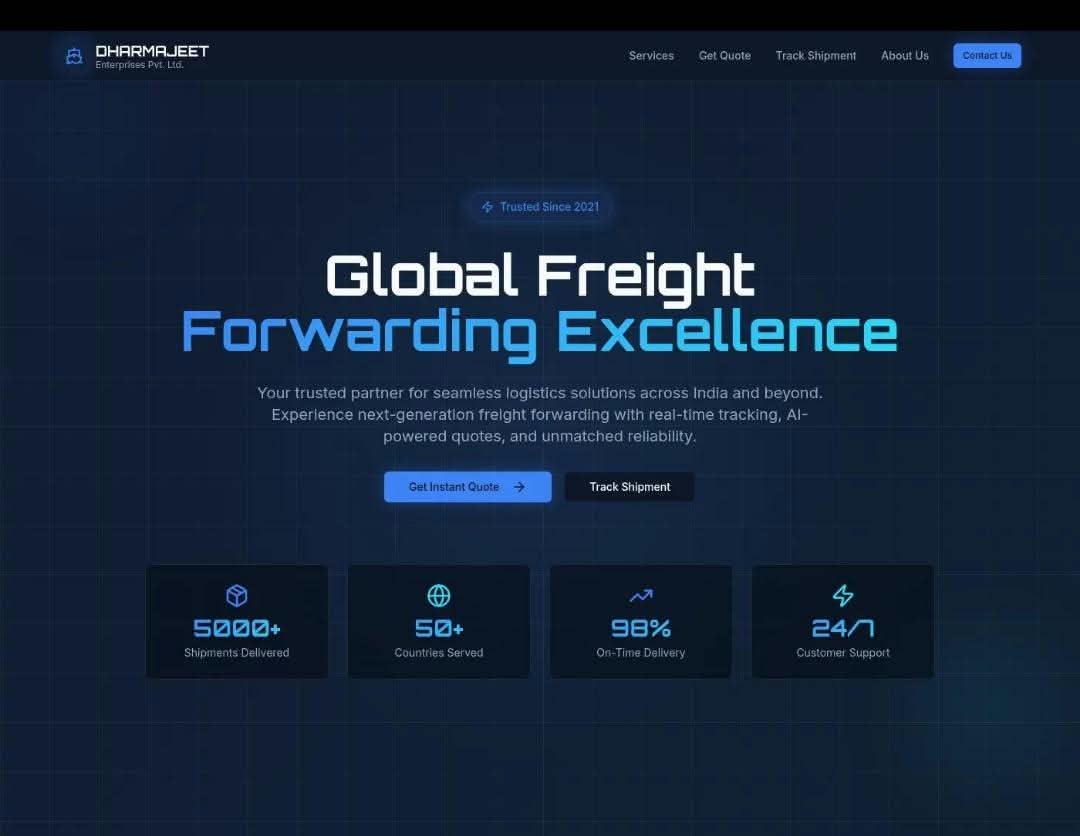 DHARMAJEET
Enterprises Pvt. Ltd.
Services
Get Quote
Track Shipment
About Us
Contact Us
Trusted Since 2021
Global Freight
Forwarding Excellence
Your trusted partner for seamless logistics solutions across India and beyond.
Experience next-generation freight forwarding with real-time tracking, AI-
powered quotes, and unmatched reliability.
Get Instant Quote
Track Shipment
5000+
Shipments Delivered
50+
Countries Served
98%
On-Time Delivery
24/7
Customer Support